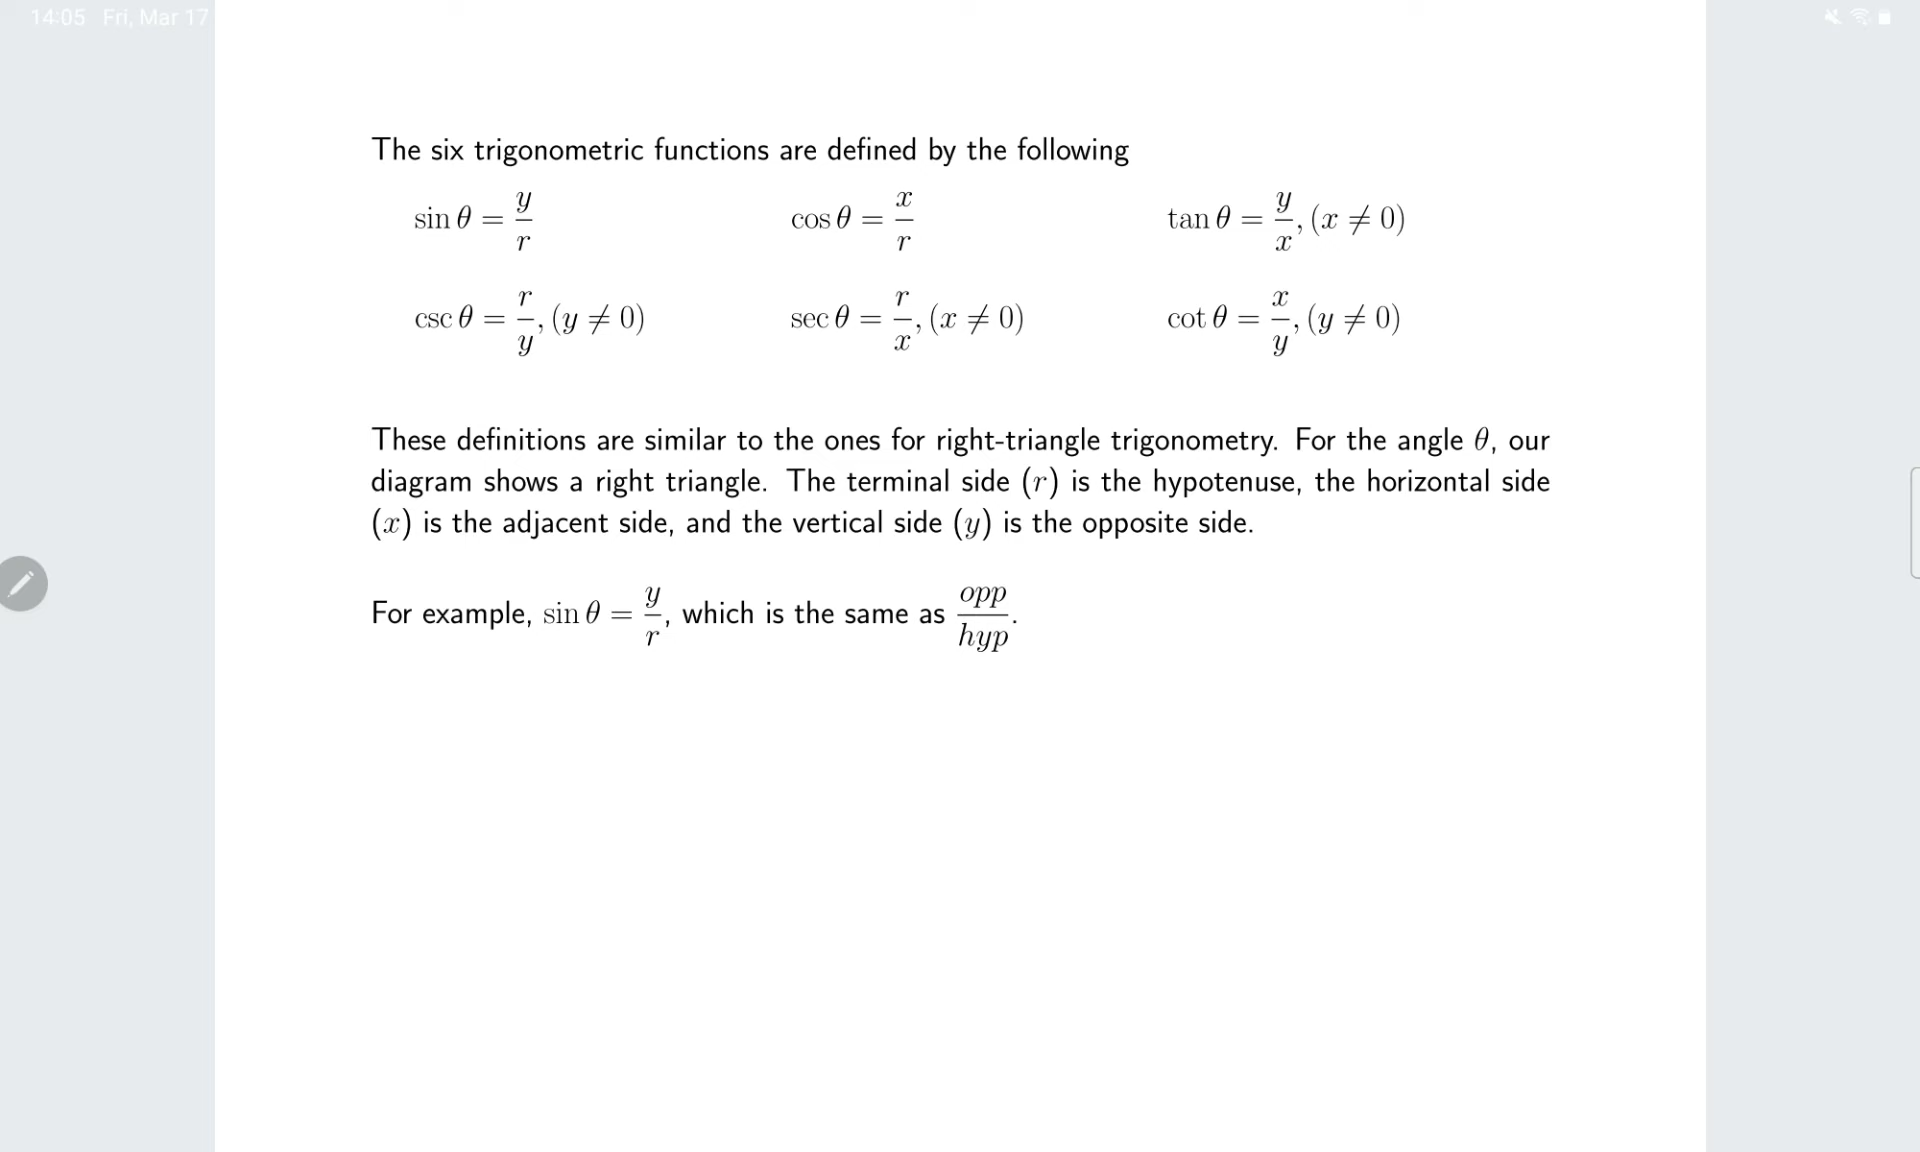 14:05 Fri, Mar 17
The six trigonometric functions are defined by the following
sin θ = y/r cos θ = x/r tan θ = y/x, (x ≠ 0)
csc θ = r/y, (y ≠ 0) sec θ = r/x, (x ≠ 0) cot θ = x/y, (y ≠ 0)
These definitions are similar to the ones for right-triangle trigonometry. For the angle θ, our
diagram shows a right triangle. The terminal side (r) is the hypotenuse, the horizontal side
(x) is the adjacent side, and the vertical side (y) is the opposite side.
For example, sin θ = y/r, which is the same as opp/hyp.